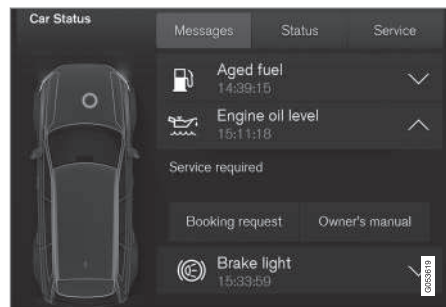 Car Status
Messages Status Service
Aged fuel
14:39:15
Engine oil level
15:11:18
Service required
Booking request Owner's manual
Brake light
15:33:59
G053619